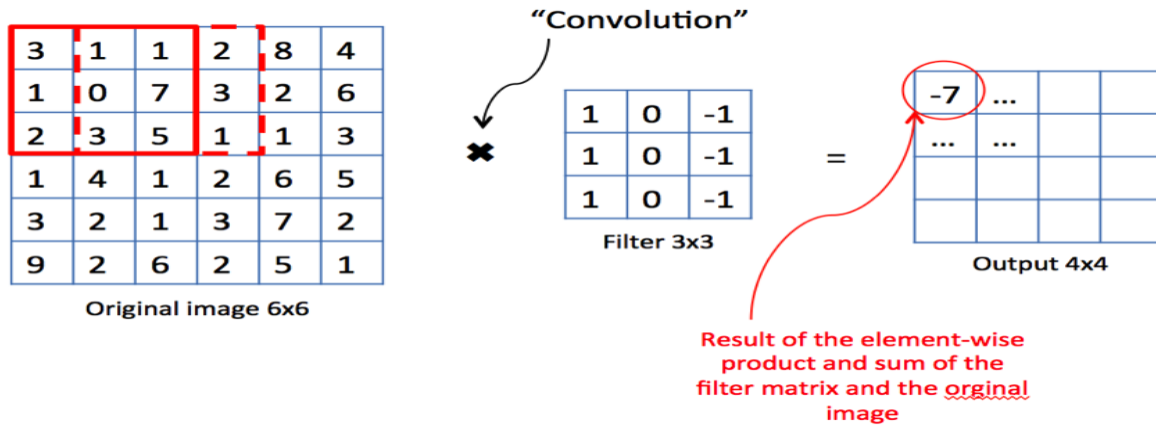 “Convolution”
3 1 1 2 8 4
1 0 7 3 2 6
2 3 5 1 1 3
1 4 1 2 6 5
3 2 1 3 7 2
9 2 6 2 5 1
Original image 6x6
✖
1 0 -1
1 0 -1
1 0 -1
Filter 3x3
=
-7 ...
... ...
Output 4x4
Result of the element-wise
product and sum of the
filter matrix and the orginal
image